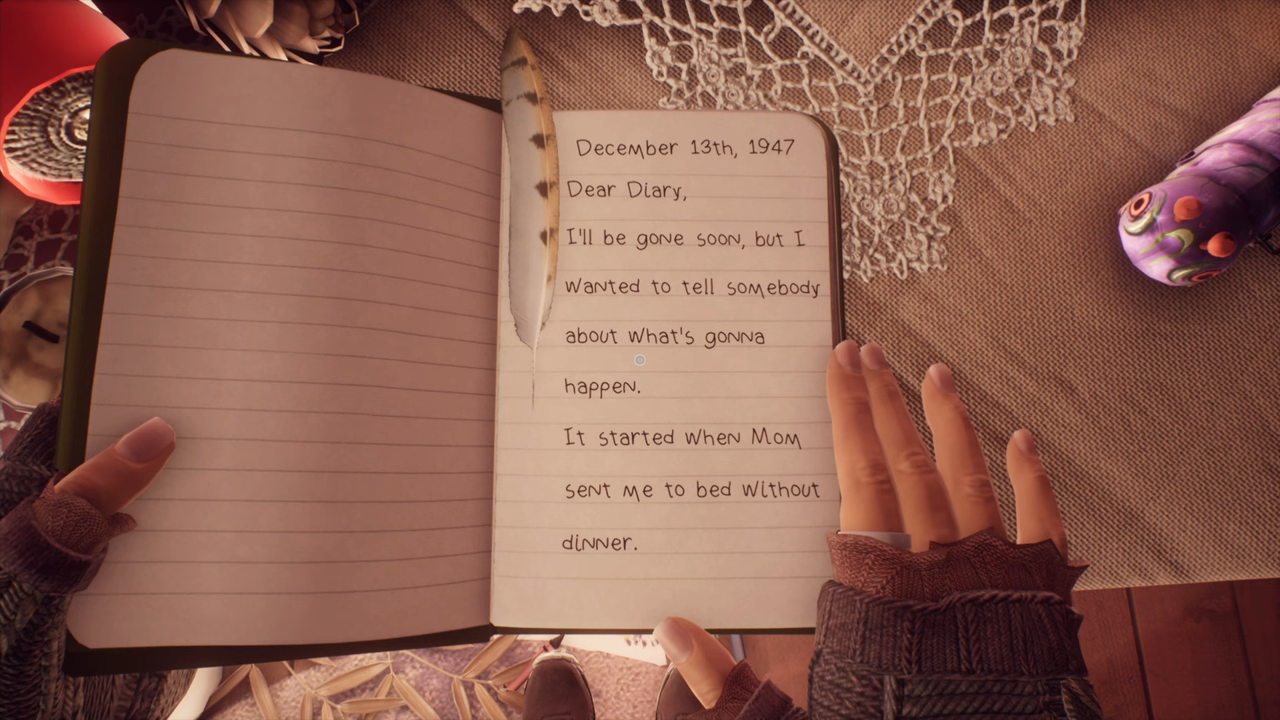 December 13th, 1947
Dear Diary,
I'll be gone soon, but I
wanted to tell somebody
about what's gonna
happen.
It started when Mom
sent me to bed without
dinner.